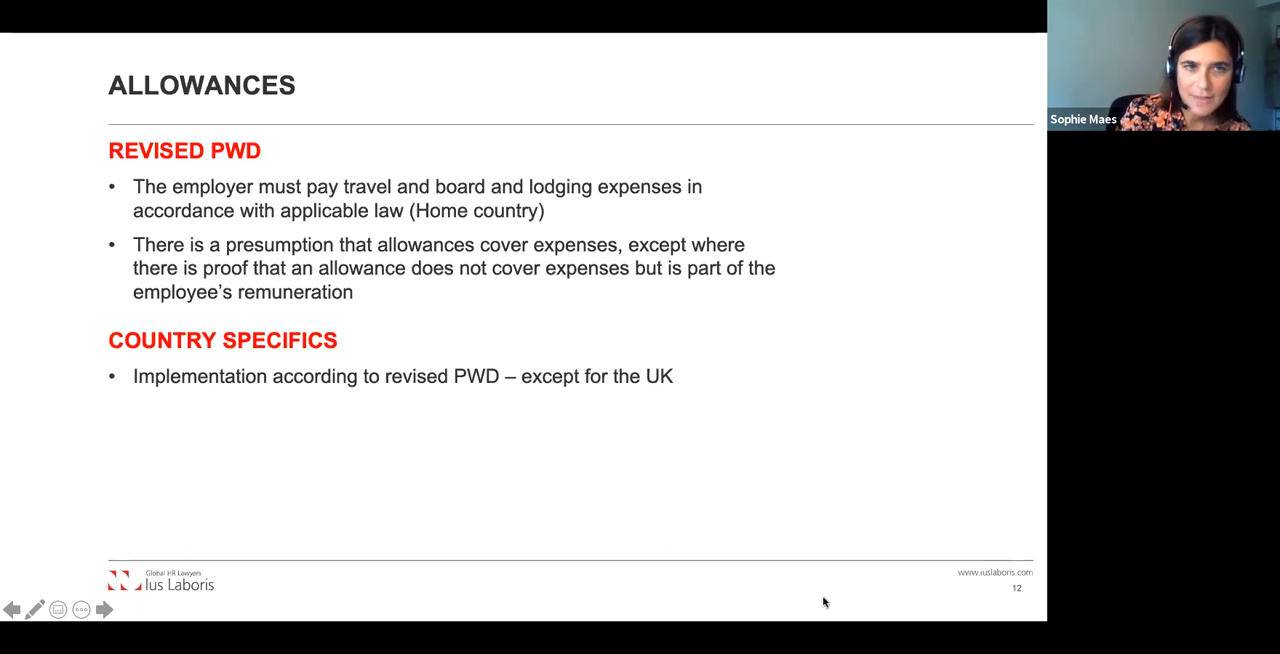 ALLOWANCES
REVISED PWD
• The employer must pay travel and board and lodging expenses in
accordance with applicable law (Home country)
• There is a presumption that allowances cover expenses, except where
there is proof that an allowance does not cover expenses but is part of the
employee’s remuneration
COUNTRY SPECIFICS
• Implementation according to revised PWD – except for the UK
Global HR Lawyers
Ius Laboris
www.iuslaboris.com
12
Sophie Maes